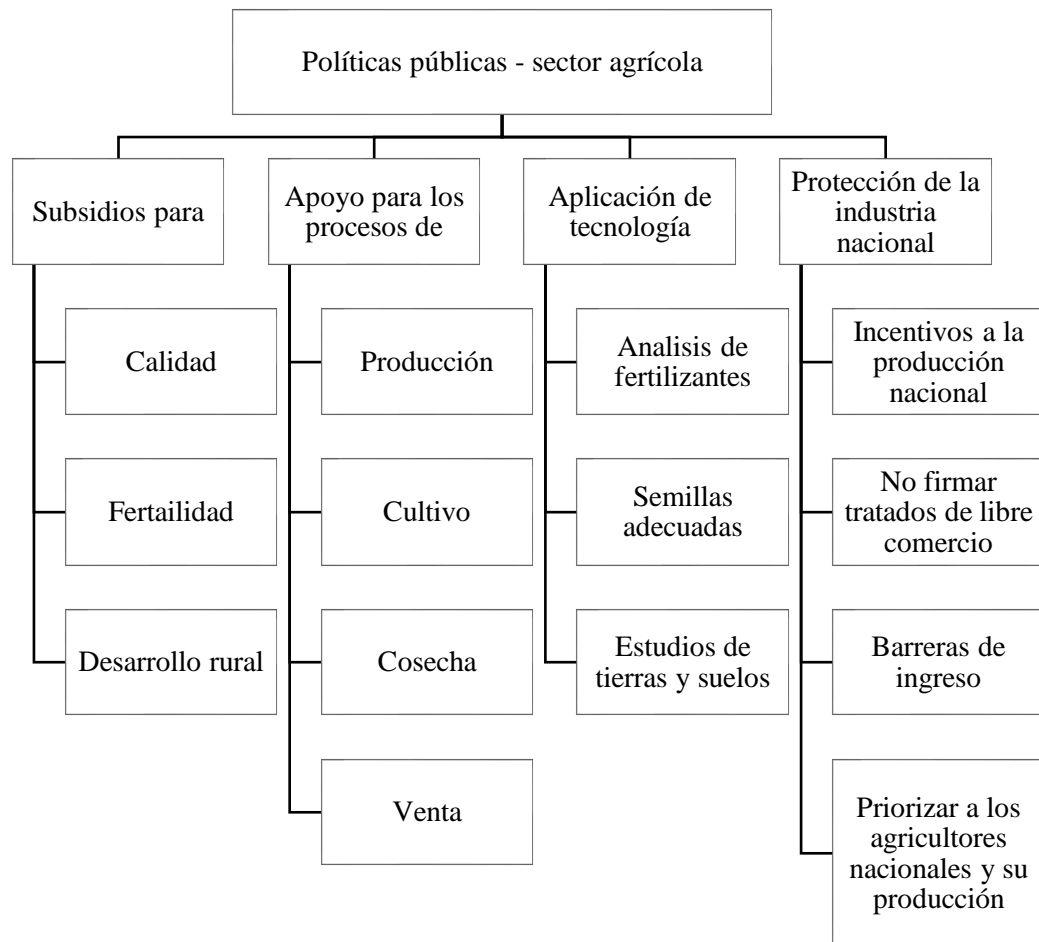 Políticas públicas - sector agrícola
Subsidios para
Calidad
Fertailidad
Desarrollo rural
Apoyo para los
procesos de
Producción
Cultivo
Cosecha
Venta
Aplicación de
tecnología
Analisis de
fertilizantes
Semillas
adecuadas
Estudios de
tierras y suelos
Protección de la
industria
nacional
Incentivos a la
producción
nacional
No firmar
tratados de libre
comercio
Barreras de
ingreso
Priorizar a los
agricultores
nacionales y su
producción